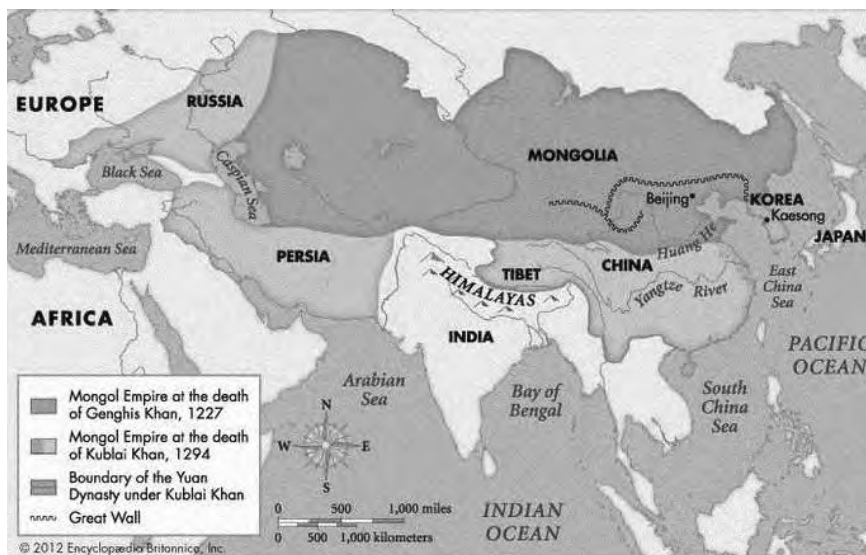 EUROPE
RUSSIA
Black Sea
Caspian Sea
MONGOLIA
Beijing
KOREA
Kaesong
JAPAN
Mediterranean Sea
PERSIA
TIBET
CHINA
Huang He
HIMALAYAS
Yangtze River
East
China
Sea
AFRICA
INDIA
PACIFIC
OCEAN
Arabian
Sea
Bay of
Bengal
South
China
Sea
Mongol Empire at the death
of Genghis Khan, 1227
Mongol Empire at the death
of Kublai Khan, 1294
Boundary of the Yuan
Dynasty under Kublai Khan
Great Wall
N
W E
S
0 500 1,000 miles
0 500 1,000 kilometers
INDIAN
OCEAN
© 2012 Encyclopædia Britannica, Inc.